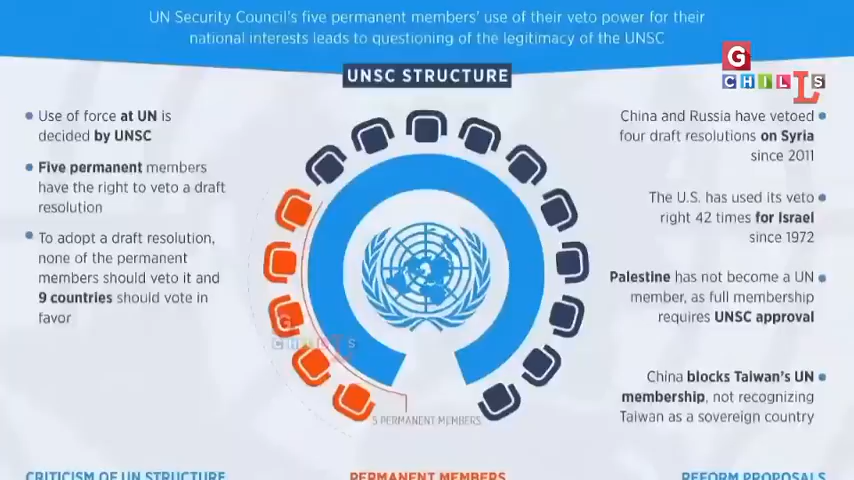 UN Security Council's five permanent members' use of their veto power for their
national interests leads to questioning of the legitimacy of the UNSC
G
CHILLS
UNSC STRUCTURE
Use of force at UN is
decided by UNSC
Five permanent members
have the right to veto a draft
resolution
To adopt a draft resolution,
none of the permanent
members should veto it and
9 countries should vote in
favor
China and Russia have vetoed
four draft resolutions on Syria
since 2011
The U.S. has used its veto
right 42 times for Israel
since 1972
Palestine has not become a UN
member, as full membership
requires UNSC approval
China blocks Taiwan's UN
membership, not recognizing
Taiwan as a sovereign country
G
CHILLS
5 PERMANENT MEMBERS
CRITICISM OF UN STRUCTURE
PERMANENT MEMBERS
REFORM PROPOSALS